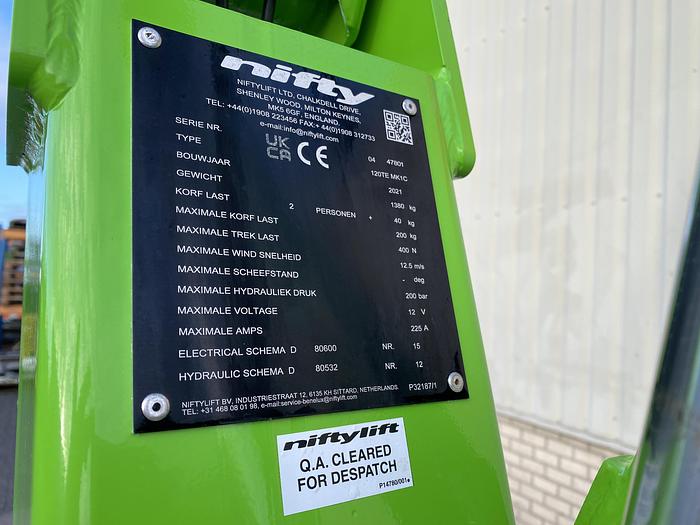 nifty
NIFTYLIFT LTD, CHALKDELL DRIVE,
SHENLEY WOOD, MILTON KEYNES,
MK5 6GF, ENGLAND.
TEL: +44(0)1908 223456 FAX:+ 44(0)1908 312733
e-mail:info@niftylift.com
UK
CA CE
SERIE NR. 04 47801
TYPE 120TE MK1C
BOUWJAAR 2021
GEWICHT 1380 kg
KORF LAST 2 PERSONEN + 40 kg
MAXIMALE KORF LAST 200 kg
MAXIMALE TREK LAST 400 N
MAXIMALE WIND SNELHEID 12.5 m/s
MAXIMALE SCHEEFSTAND - deg
MAXIMALE HYDRAULIEK DRUK 200 bar
MAXIMALE VOLTAGE 12 V
MAXIMALE AMPS 225 A
ELECTRICAL SCHEMA D 80600 NR. 15
HYDRAULIC SCHEMA D 80532 NR. 12
NIFTYLIFT BV, INDUSTRIESTRAAT 12, 6135 KH SITTARD, NETHERLANDS. P32187/1
TEL: +31 468 08 01 98, e-mail:service-benelux@niftylift.com
niftylift
Q.A. CLEARED
FOR DESPATCH
P14780/001